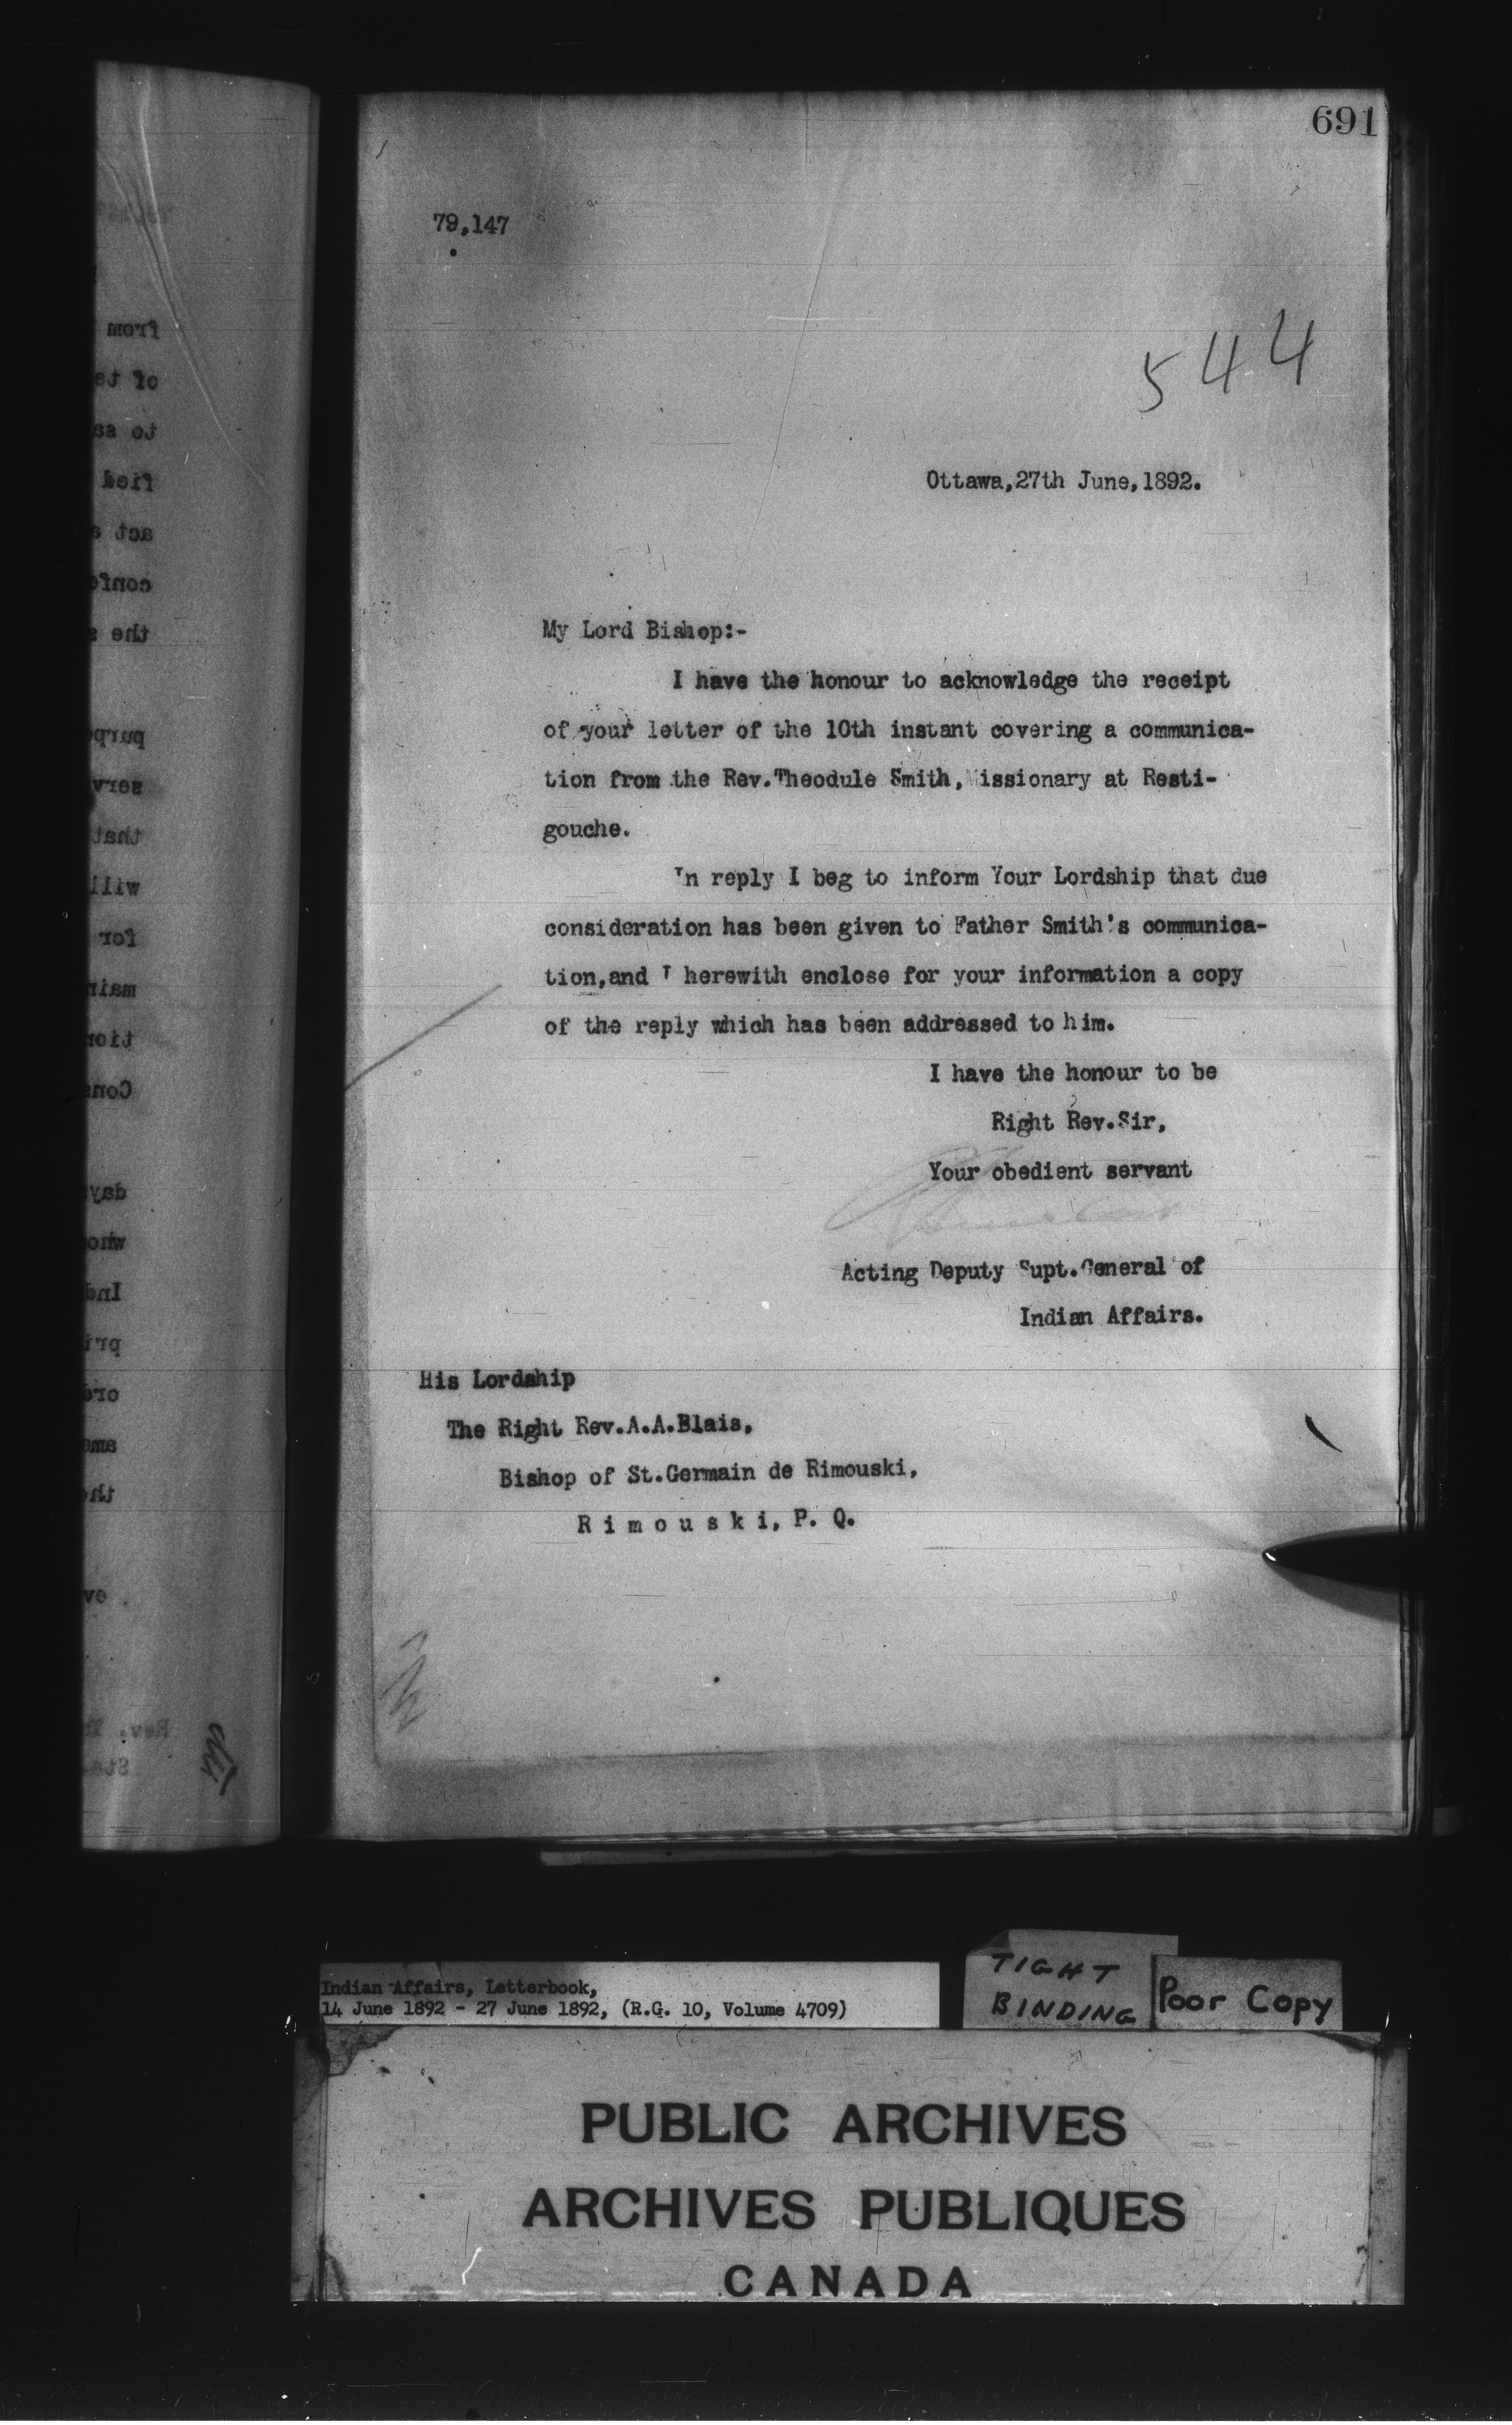 691
79,147
544
Ottawa,27th June,1892.
My Lord Bishop:-
I have the honour to acknowledge the receipt
of your letter of the 10th instant covering a communica-
tion from the Rev.Theodule Smith,Missionary at Resti-
gouche.
In reply I beg to inform Your Lordship that due
consideration has been given to Father Smith's communica-
tion,and I herewith enclose for your information a copy
of the reply which has been addressed to him.
I have the honour to be
Right Rev.Sir,
Your obedient servant
Acting Deputy Supt.General of
Indian Affairs.
His Lordship
The Right Rev.A.A.Blais,
Bishop of St.Germain de Rimouski,
Rimouski, P. Q.
Indian Affairs, Letterbook,
14 June 1892 - 27 June 1892, (R.G. 10, Volume 4709)
TIGHT
BINDING
Poor Copy
PUBLIC ARCHIVES
ARCHIVES PUBLIQUES
CANADA